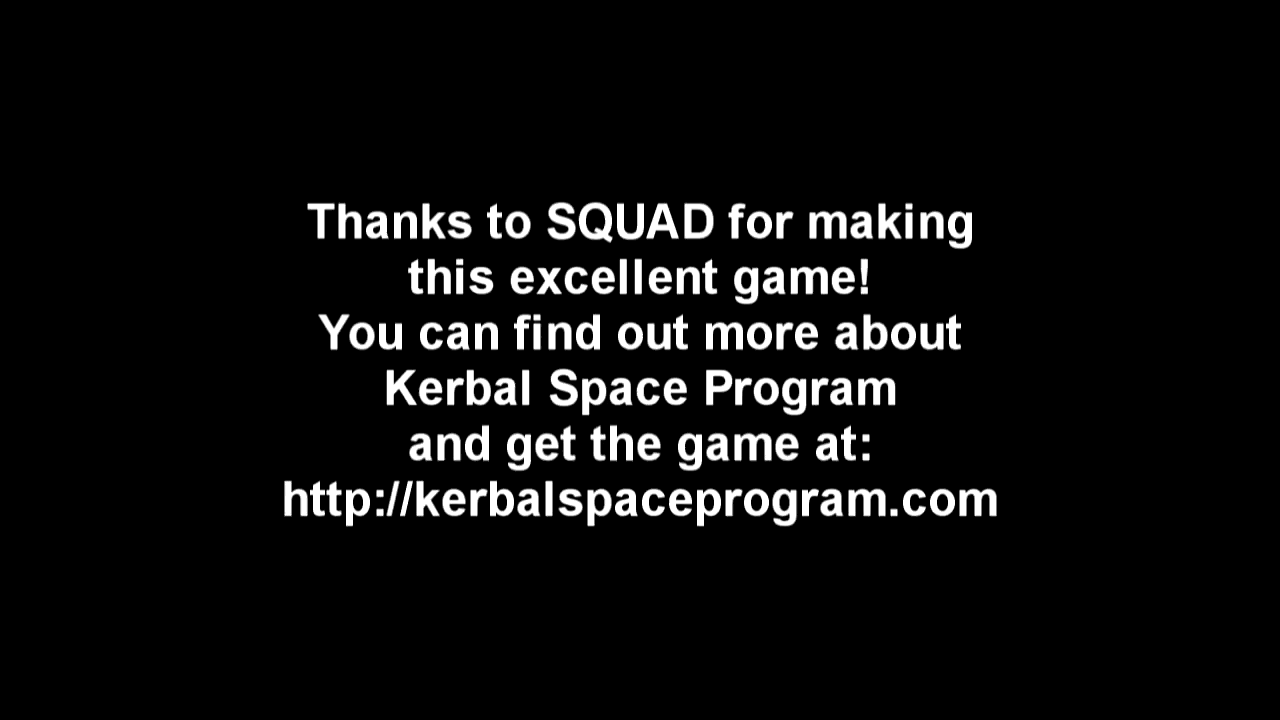 Thanks to SQUAD for making
this excellent game!
You can find out more about
Kerbal Space Program
and get the game at:
http://kerbalspaceprogram.com